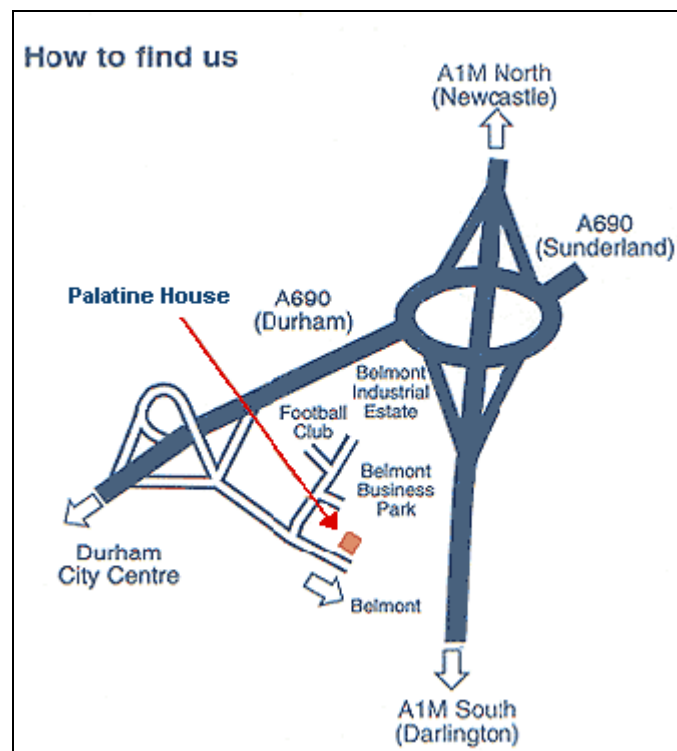 How to find us
A1M North
(Newcastle)
A690
(Sunderland)
Palatine House
A690
(Durham)
Belmont
Industrial
Estate
Football
Club
Belmont
Business
Park
Durham
City Centre
Belmont
A1M South
(Darlington)